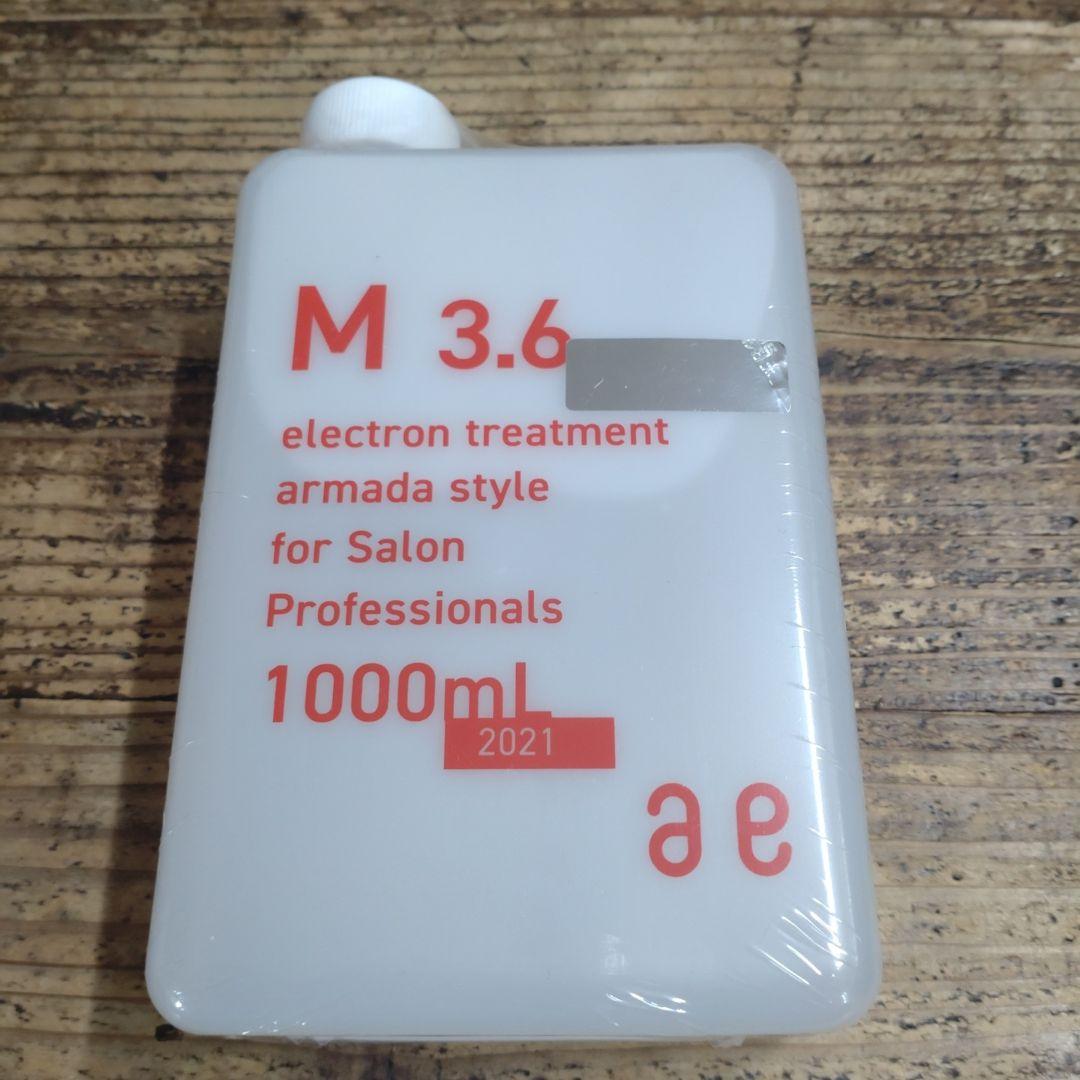 M 3.6
electron treatment
armada style
for Salon
Professionals
1000mL
2021
ae